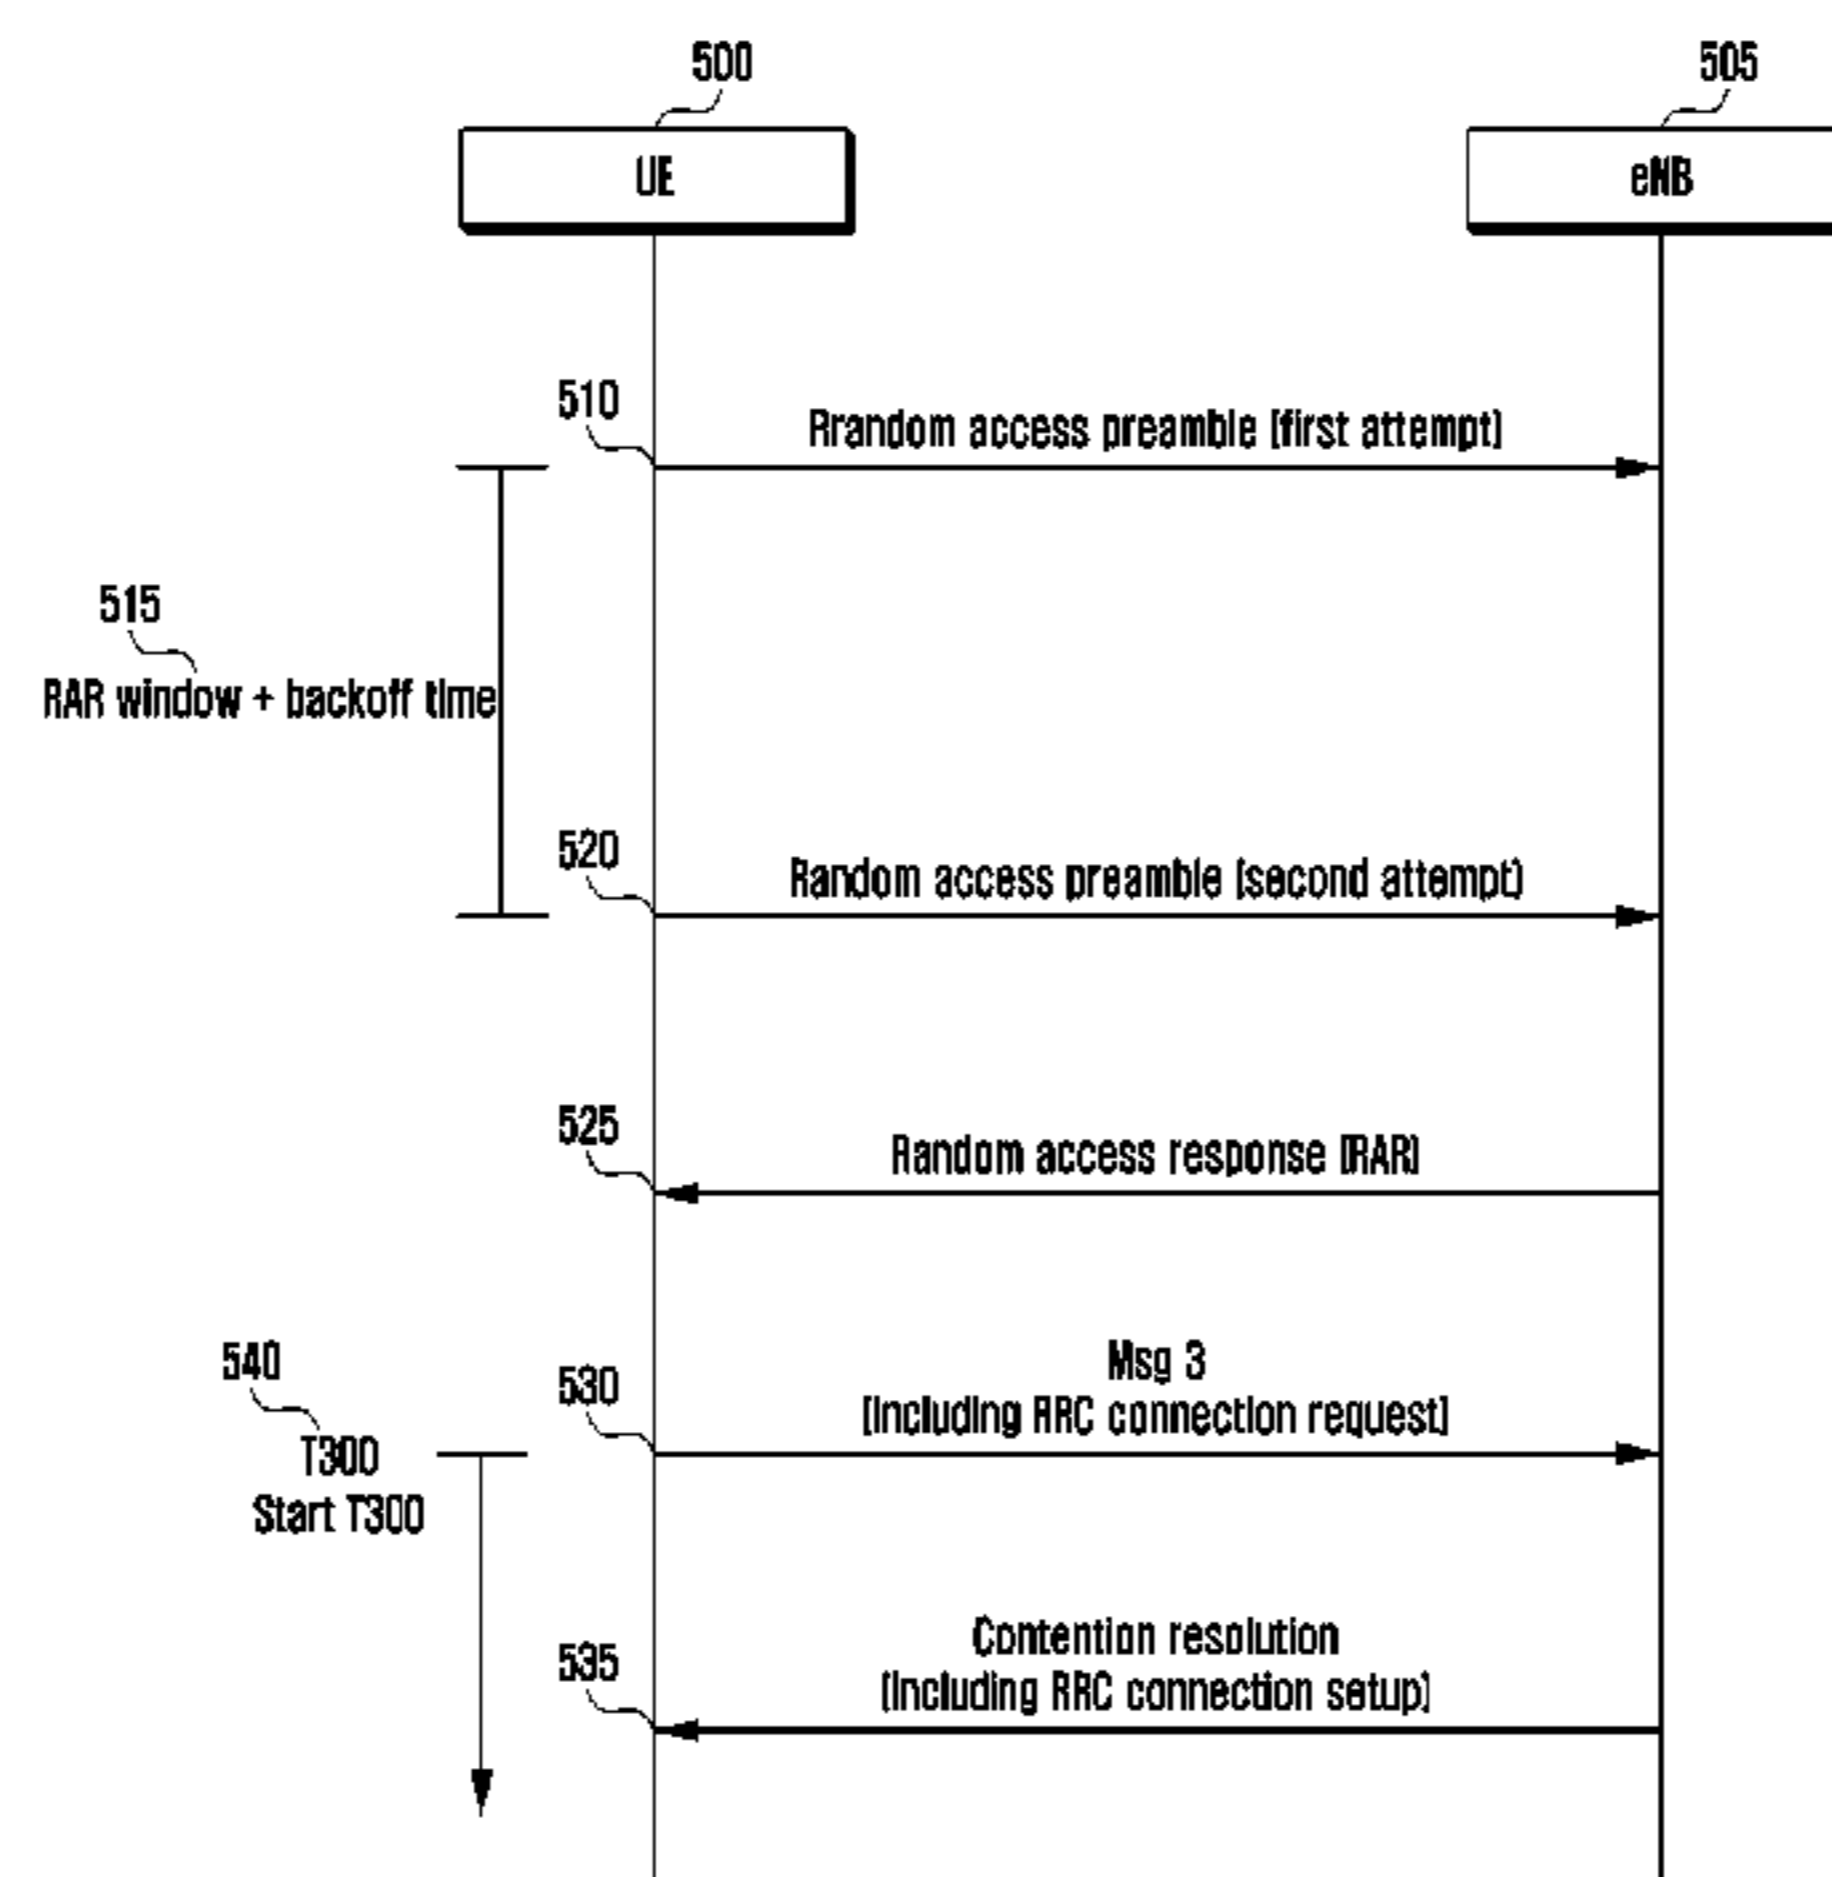 500
505
UE
eNB
510
Rrandom access preamble (first attempt)
515
RAR window + backoff time
520
Random access preamble (second attempt)
525
Random access response (RAR)
540
530
Msg 3
(including RRC connection request)
T300
Start T300
535
Contention resolution
(including RRC connection setup)